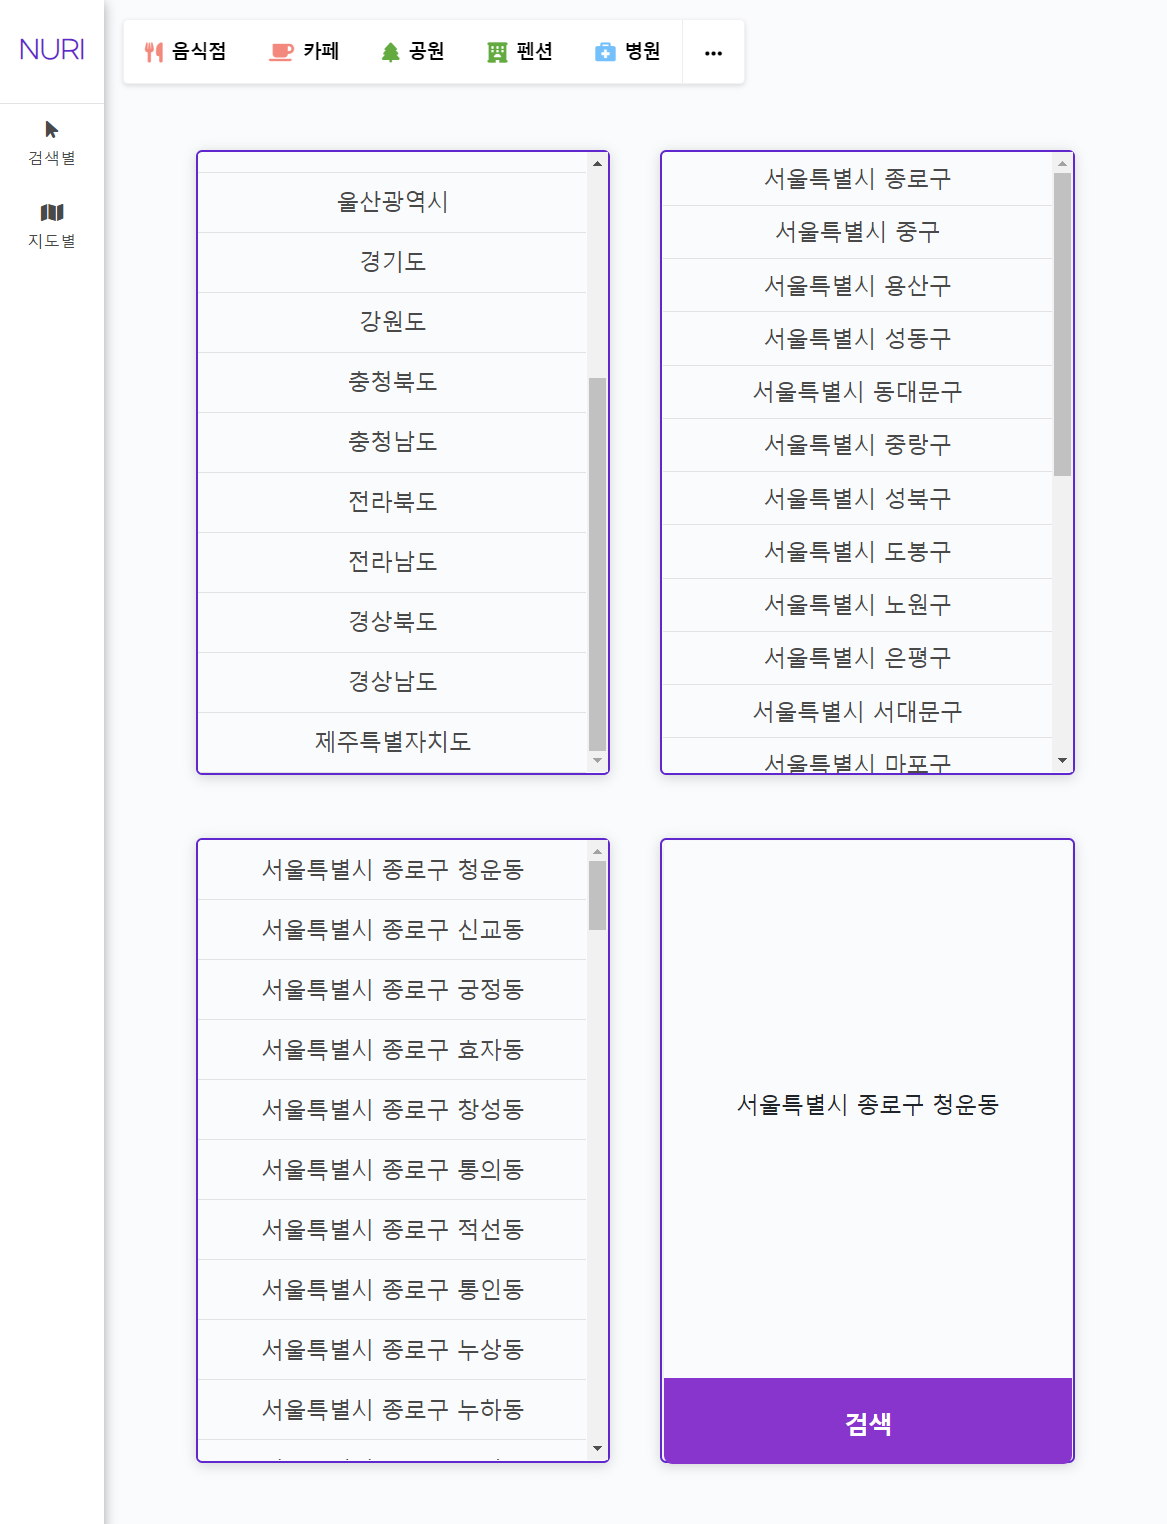 NURI
음식점
카페
공원
펜션
병원
검색별
지도별
울산광역시
경기도
강원도
충청북도
충청남도
전라북도
전라남도
경상북도
경상남도
제주특별자치도
서울특별시 종로구
서울특별시 중구
서울특별시 용산구
서울특별시 성동구
서울특별시 동대문구
서울특별시 중랑구
서울특별시 성북구
서울특별시 도봉구
서울특별시 노원구
서울특별시 은평구
서울특별시 서대문구
서울특별시 마포구
서울특별시 종로구 청운동
서울특별시 종로구 신교동
서울특별시 종로구 궁정동
서울특별시 종로구 효자동
서울특별시 종로구 창성동
서울특별시 종로구 통의동
서울특별시 종로구 적선동
서울특별시 종로구 통인동
서울특별시 종로구 누상동
서울특별시 종로구 누하동
서울특별시 종로구 청운동
검색